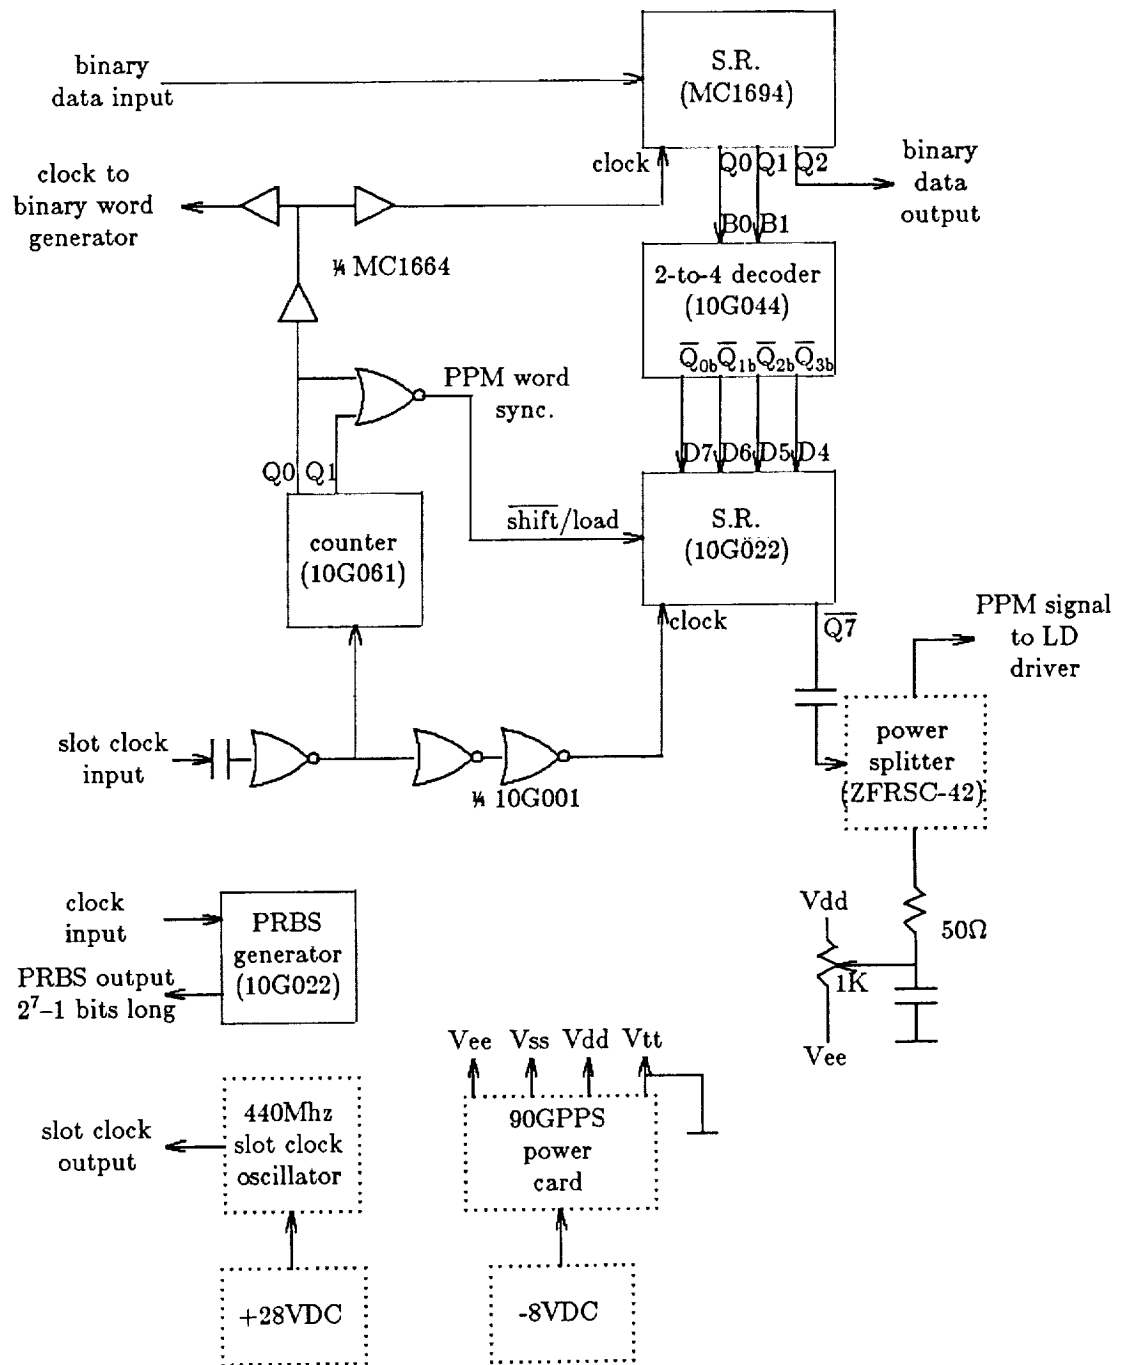 binary
data input
S.R.
(MC1694)
clock
Q0 Q1 Q2
binary
data
output
clock to
binary word
generator
¼ MC1664
B0 B1
2-to-4 decoder
(10G044)
Q̅0b Q̅1b Q̅2b Q̅3b
PPM word
sync.
D7 D6 D5 D4
Q0 Q1
counter
(10G061)
s̅h̅i̅f̅t̅/load
S.R.
(10G022)
clock
Q̅7̅
PPM signal
to LD
driver
slot clock
input
¼ 10G001
power
splitter
(ZFRSC-42)
clock
input
PRBS
generator
(10G022)
PRBS output
2⁷–1 bits long
Vdd
50Ω
1K
Vee
Vee Vss Vdd Vtt
slot clock
output
440Mhz
slot clock
oscillator
90GPPS
power
card
+28VDC
-8VDC